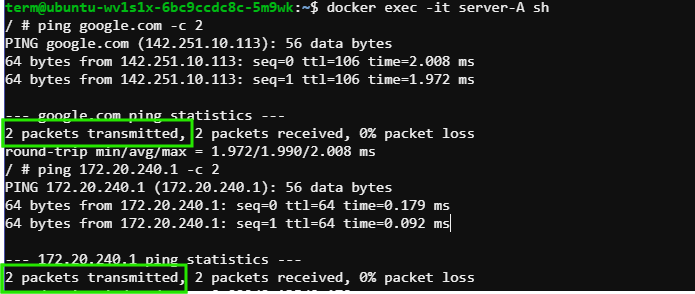 term@ubuntu-wv1s1x-6bc9ccdc8c-5m9wk:~$ docker exec -it server-A sh
/ # ping google.com -c 2
PING google.com (142.251.10.113): 56 data bytes
64 bytes from 142.251.10.113: seq=0 ttl=106 time=2.008 ms
64 bytes from 142.251.10.113: seq=1 ttl=106 time=1.972 ms
--- google.com ping statistics ---
2 packets transmitted, 2 packets received, 0% packet loss
round-trip min/avg/max = 1.972/1.990/2.008 ms
/ # ping 172.20.240.1 -c 2
PING 172.20.240.1 (172.20.240.1): 56 data bytes
64 bytes from 172.20.240.1: seq=0 ttl=64 time=0.179 ms
64 bytes from 172.20.240.1: seq=1 ttl=64 time=0.092 ms
--- 172.20.240.1 ping statistics ---
2 packets transmitted, 2 packets received, 0% packet loss